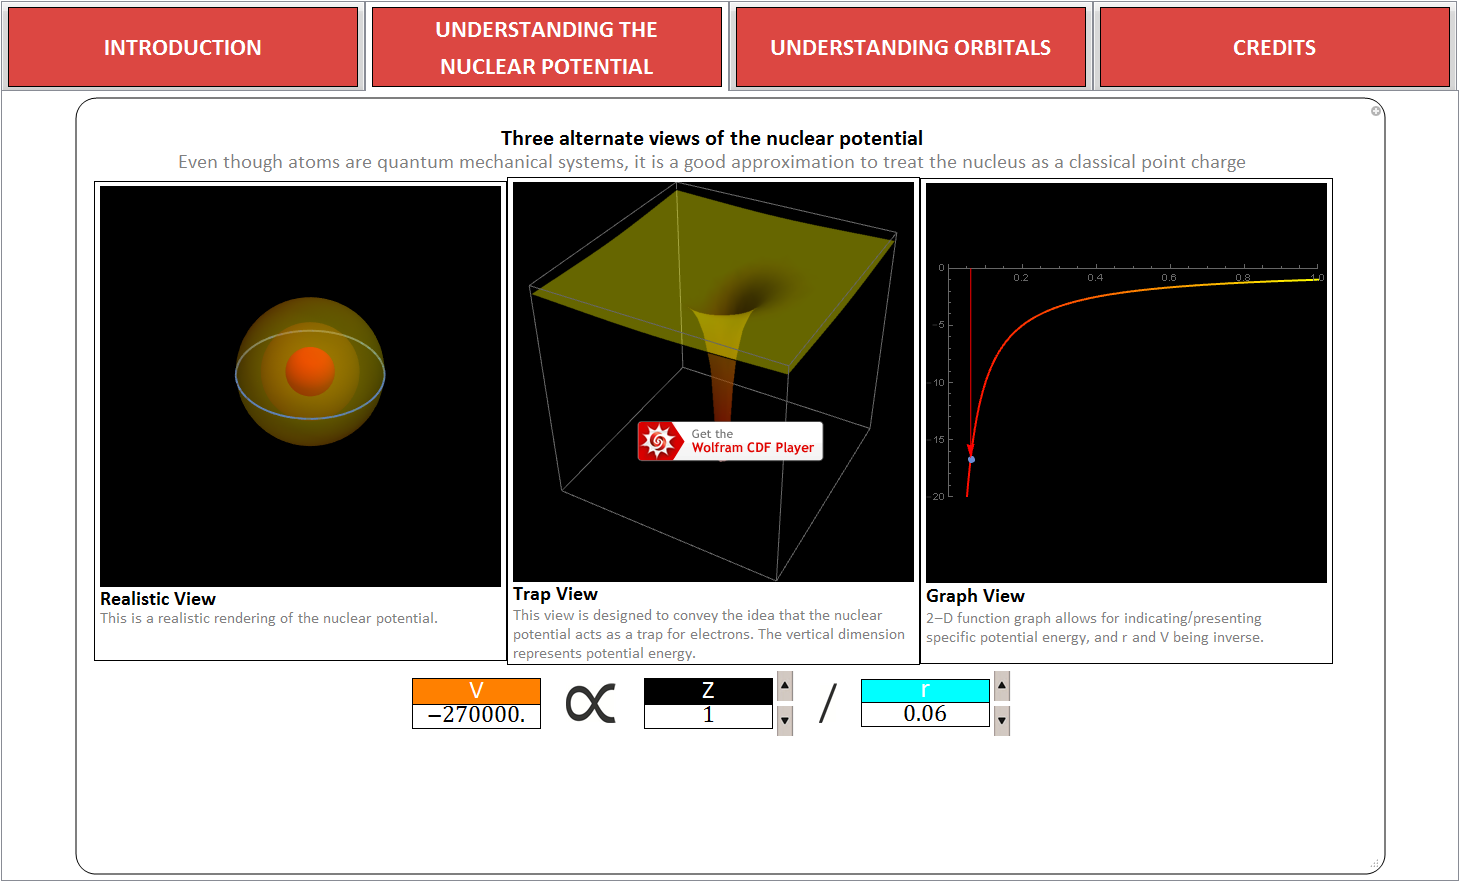 INTRODUCTION
UNDERSTANDING THE
NUCLEAR POTENTIAL
UNDERSTANDING ORBITALS
CREDITS
Three alternate views of the nuclear potential
Even though atoms are quantum mechanical systems, it is a good approximation to treat the nucleus as a classical point charge
Get the
Wolfram CDF Player
0
0.2
0.4
0.6
0.8
1.0
−5
−10
−15
−20
Realistic View
This is a realistic rendering of the nuclear potential.
Trap View
This view is designed to convey the idea that the nuclear
potential acts as a trap for electrons. The vertical dimension
represents potential energy.
Graph View
2−D function graph allows for indicating/presenting
specific potential energy, and r and V being inverse.
V
−270000.
∝
Z
1
/
r
0.06